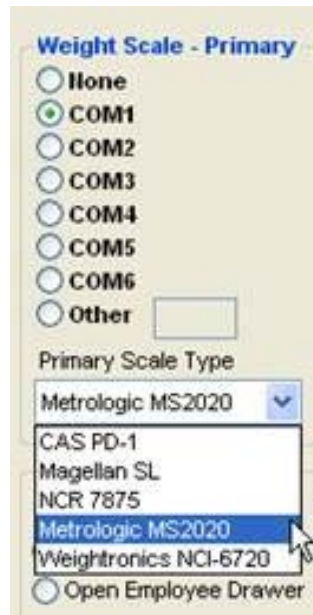 Weight Scale - Primary
None
COM1
COM2
COM3
COM4
COM5
COM6
Other
Primary Scale Type
Metrologic MS2020
CAS PD-1
Magellan SL
NCR 7875
Metrologic MS2020
Weightronics NCI-6720
Open Employee Drawer